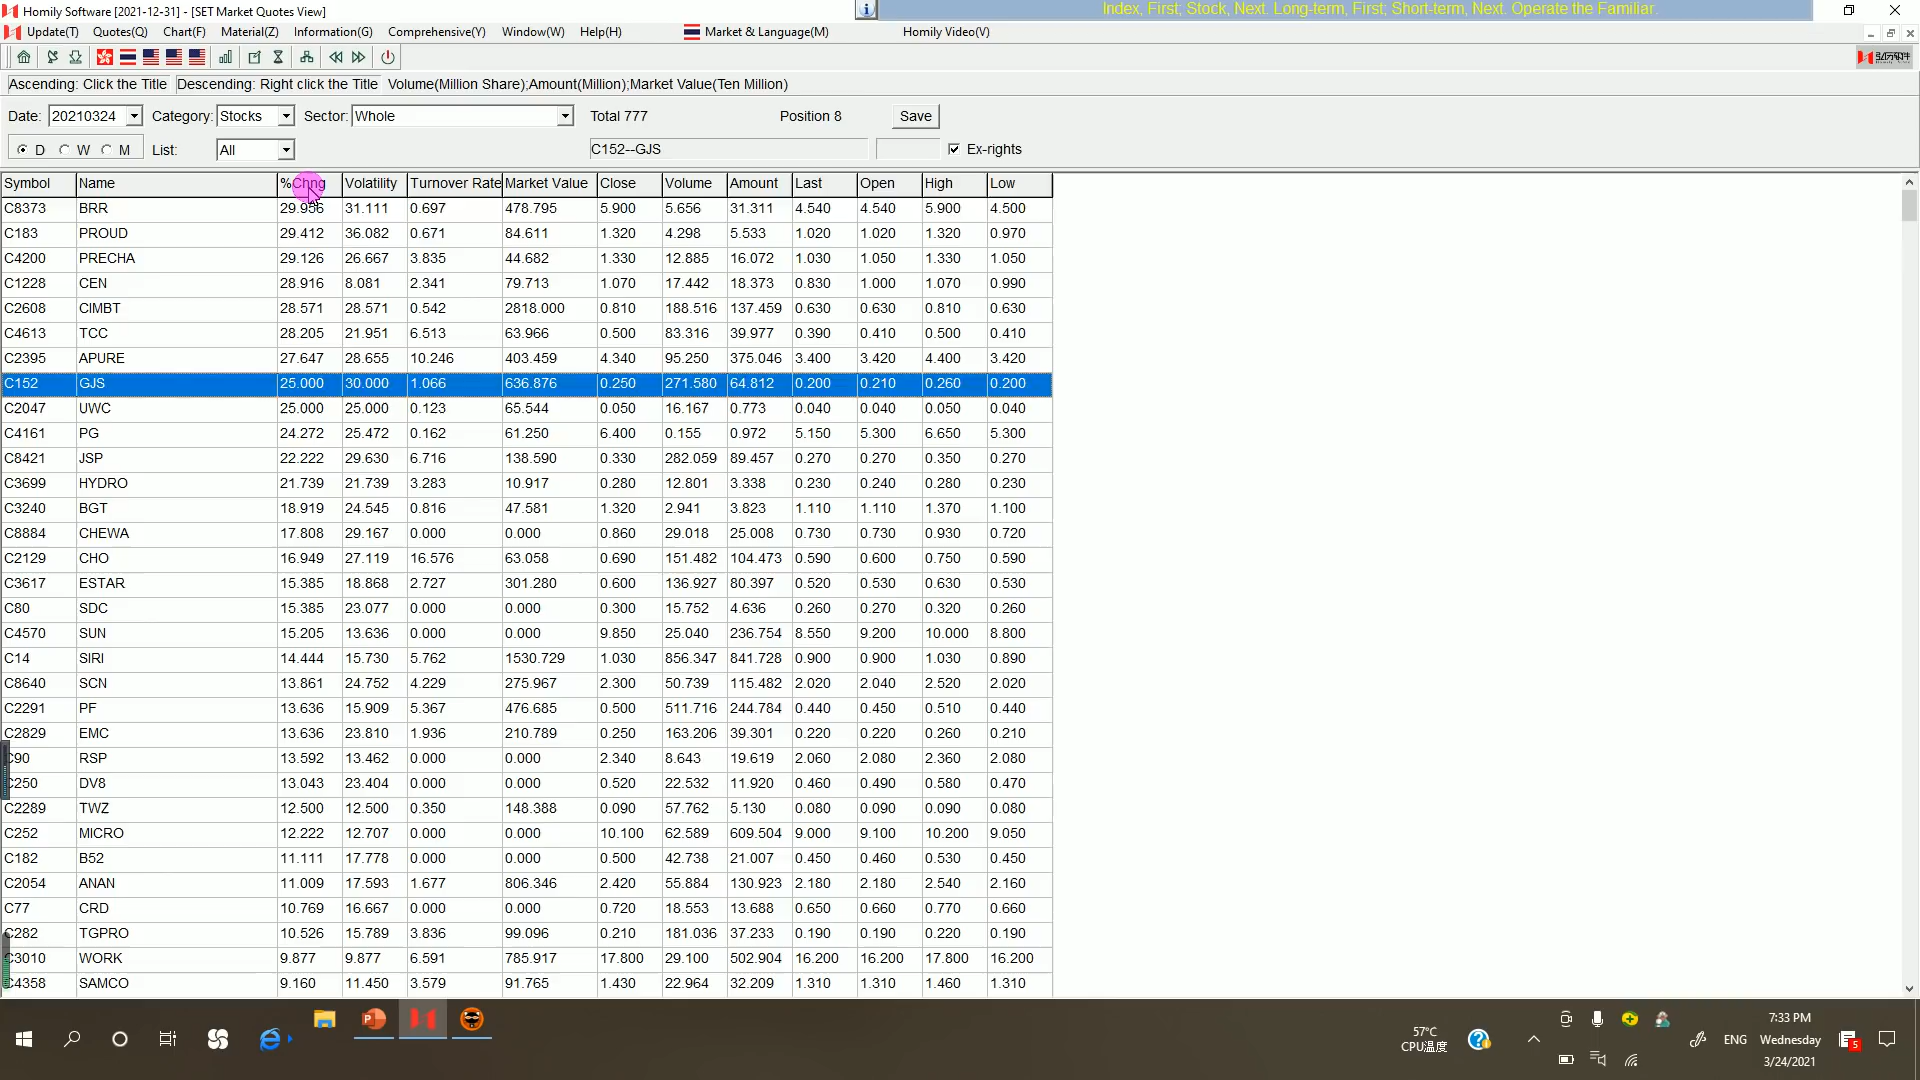 Homily Software [2021-12-31] - [SET Market Quotes View]
Index, First; Stock, Next. Long-term, First; Short-term, Next. Operate the Familiar.
Update(T) Quotes(Q) Chart(F) Material(Z) Information(G) Comprehensive(Y) Window(W) Help(H) Market & Language(M) Homily Video(V)
Ascending: Click the Title Descending: Right click the Title Volume(Million Share);Amount(Million);Market Value(Ten Million)
Date: 20210324 Category: Stocks Sector: Whole Total 777 Position 8 Save
D W M List: All C152--GJS Ex-rights
Symbol Name %Chng Volatility Turnover Rate Market Value Close Volume Amount Last Open High Low
C8373 BRR 29.956 31.111 0.697 478.795 5.900 5.656 31.311 4.540 4.540 5.900 4.500
C183 PROUD 29.412 36.082 0.671 84.611 1.320 4.298 5.533 1.020 1.020 1.320 0.970
C4200 PRECHA 29.126 26.667 3.835 44.682 1.330 12.885 16.072 1.030 1.050 1.330 1.050
C1228 CEN 28.916 8.081 2.341 79.713 1.070 17.442 18.373 0.830 1.000 1.070 0.990
C2608 CIMBT 28.571 28.571 0.542 2818.000 0.810 188.516 137.459 0.630 0.630 0.810 0.630
C4613 TCC 28.205 21.951 6.513 63.966 0.500 83.316 39.977 0.390 0.410 0.500 0.410
C2395 APURE 27.647 28.655 10.246 403.459 4.340 95.250 375.046 3.400 3.420 4.400 3.420
C152 GJS 25.000 30.000 1.066 636.876 0.250 271.580 64.812 0.200 0.210 0.260 0.200
C2047 UWC 25.000 25.000 0.123 65.544 0.050 16.167 0.773 0.040 0.040 0.050 0.040
C4161 PG 24.272 25.472 0.162 61.250 6.400 0.155 0.972 5.150 5.300 6.650 5.300
C8421 JSP 22.222 29.630 6.716 138.590 0.330 282.059 89.457 0.270 0.270 0.350 0.270
C3699 HYDRO 21.739 21.739 3.283 10.917 0.280 12.801 3.338 0.230 0.240 0.280 0.230
C3240 BGT 18.919 24.545 0.816 47.581 1.320 2.941 3.823 1.110 1.110 1.370 1.100
C8884 CHEWA 17.808 29.167 0.000 0.000 0.860 29.018 25.008 0.730 0.730 0.930 0.720
C2129 CHO 16.949 27.119 16.576 63.058 0.690 151.482 104.473 0.590 0.600 0.750 0.590
C3617 ESTAR 15.385 18.868 2.727 301.280 0.600 136.927 80.397 0.520 0.530 0.630 0.530
C80 SDC 15.385 23.077 0.000 0.000 0.300 15.752 4.636 0.260 0.270 0.320 0.260
C4570 SUN 15.205 13.636 0.000 0.000 9.850 25.040 236.754 8.550 9.200 10.000 8.800
C14 SIRI 14.444 15.730 5.762 1530.729 1.030 856.347 841.728 0.900 0.900 1.030 0.890
C8640 SCN 13.861 24.752 4.229 275.967 2.300 50.739 115.482 2.020 2.040 2.520 2.020
C2291 PF 13.636 15.909 5.367 476.685 0.500 511.716 244.784 0.440 0.450 0.510 0.440
C2829 EMC 13.636 23.810 1.936 210.789 0.250 163.206 39.301 0.220 0.220 0.260 0.210
C90 RSP 13.592 13.462 0.000 0.000 2.340 8.643 19.619 2.060 2.080 2.360 2.080
C250 DV8 13.043 23.404 0.000 0.000 0.520 22.532 11.920 0.460 0.490 0.580 0.470
C2289 TWZ 12.500 12.500 0.350 148.388 0.090 57.762 5.130 0.080 0.090 0.090 0.080
C252 MICRO 12.222 12.707 0.000 0.000 10.100 62.589 609.504 9.000 9.100 10.200 9.050
C182 B52 11.111 17.778 0.000 0.000 0.500 42.738 21.007 0.450 0.460 0.530 0.450
C2054 ANAN 11.009 17.593 1.677 806.346 2.420 55.884 130.923 2.180 2.180 2.540 2.160
C77 CRD 10.769 16.667 0.000 0.000 0.720 18.553 13.688 0.650 0.660 0.770 0.660
C282 TGPRO 10.526 15.789 3.836 99.096 0.210 181.036 37.233 0.190 0.190 0.220 0.190
C3010 WORK 9.877 9.877 6.591 785.917 17.800 29.100 502.904 16.200 16.200 17.800 16.200
C4358 SAMCO 9.160 11.450 3.579 91.765 1.430 22.964 32.209 1.310 1.310 1.460 1.310
57°C
CPU温度
ENG
7:33 PM
Wednesday
3/24/2021
5